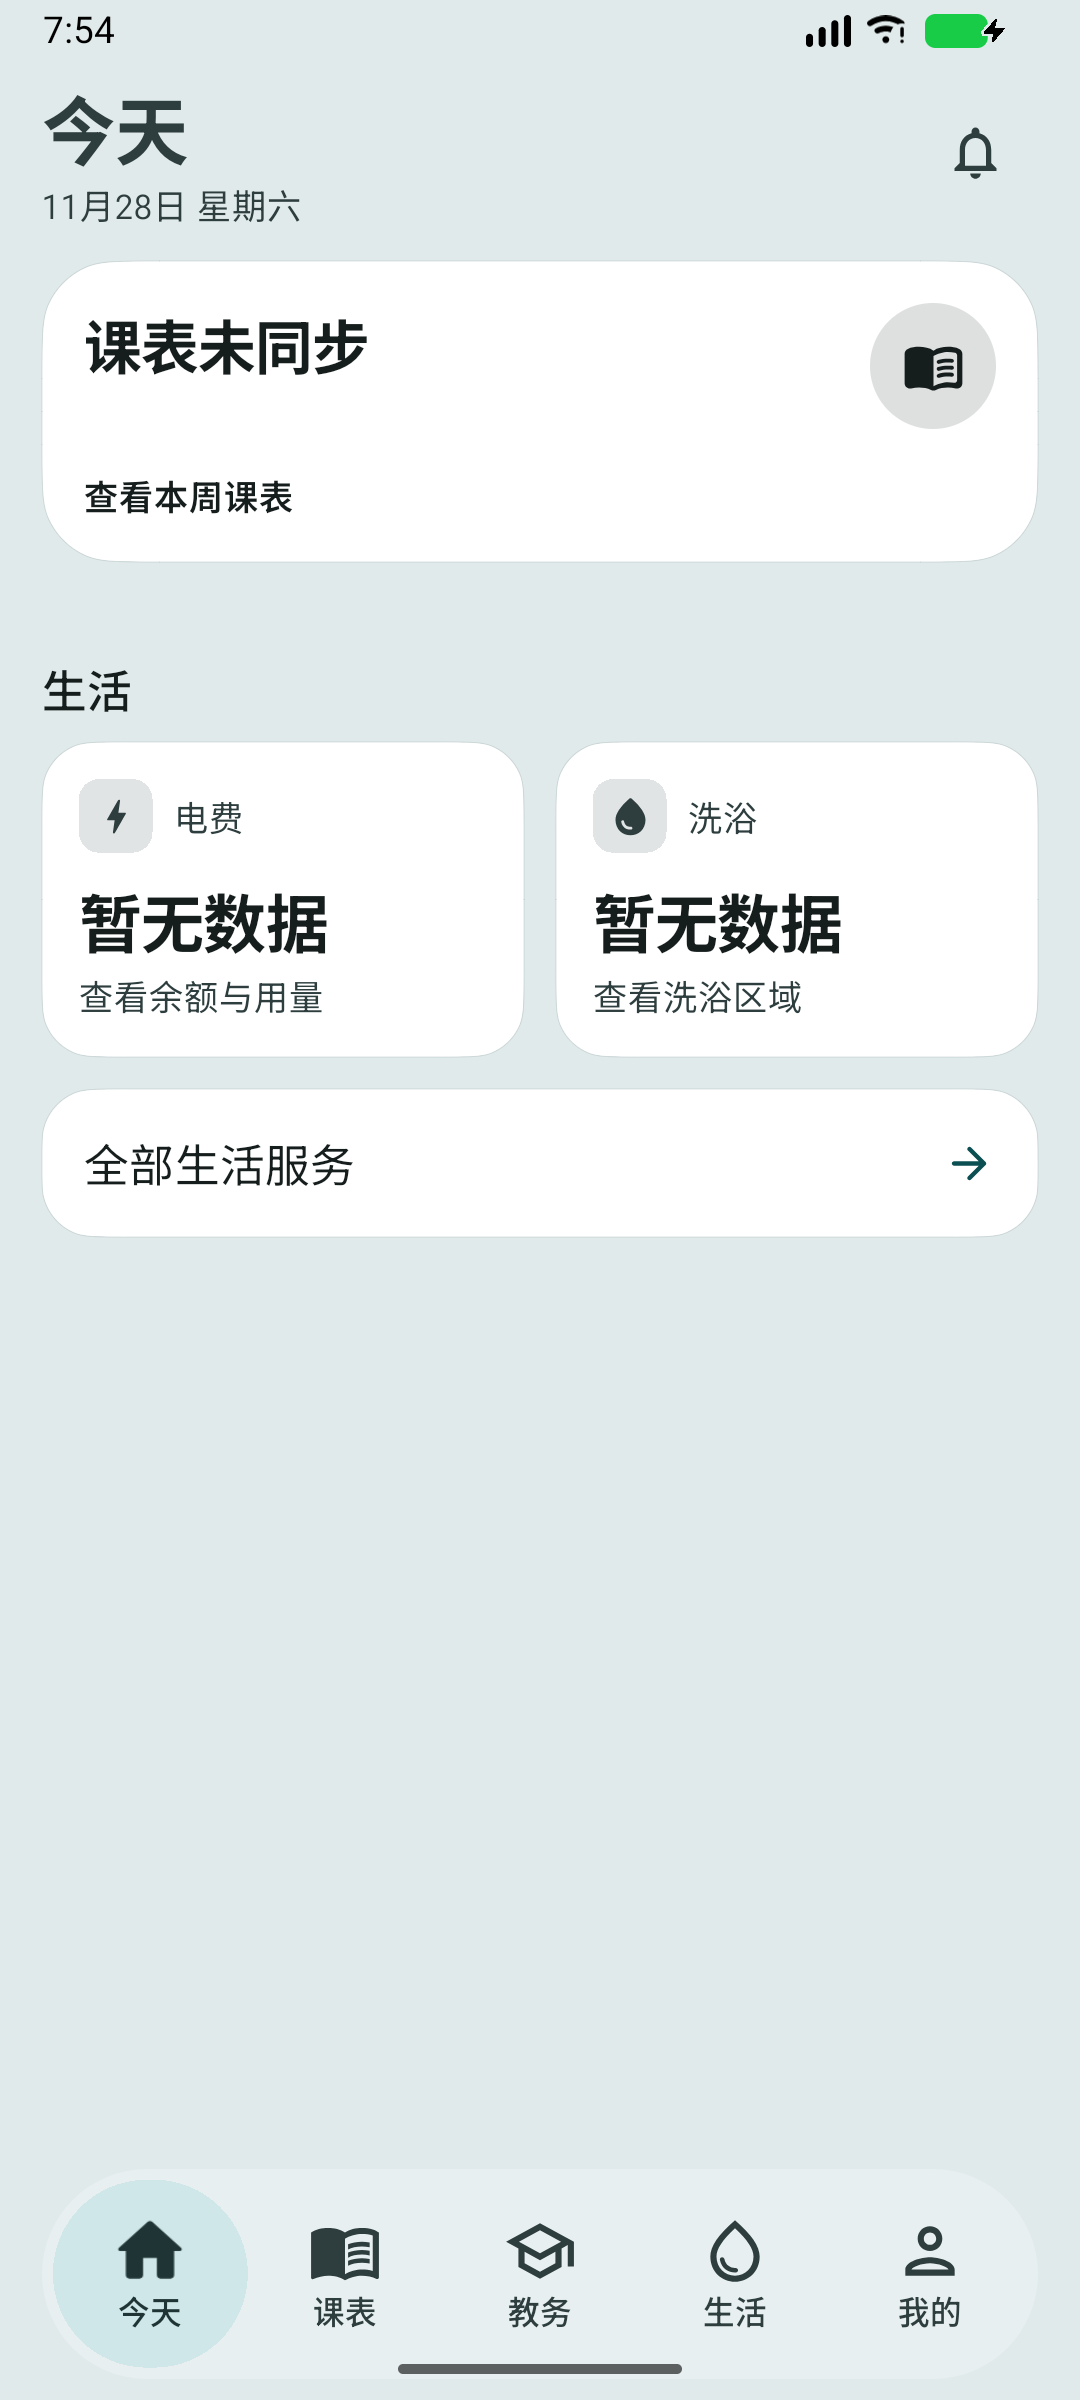 7:54
今天
11月28日 星期六
课表未同步
查看本周课表
生活
电费
洗浴
暂无数据
暂无数据
查看余额与用量
查看洗浴区域
全部生活服务
今天
课表
教务
生活
我的